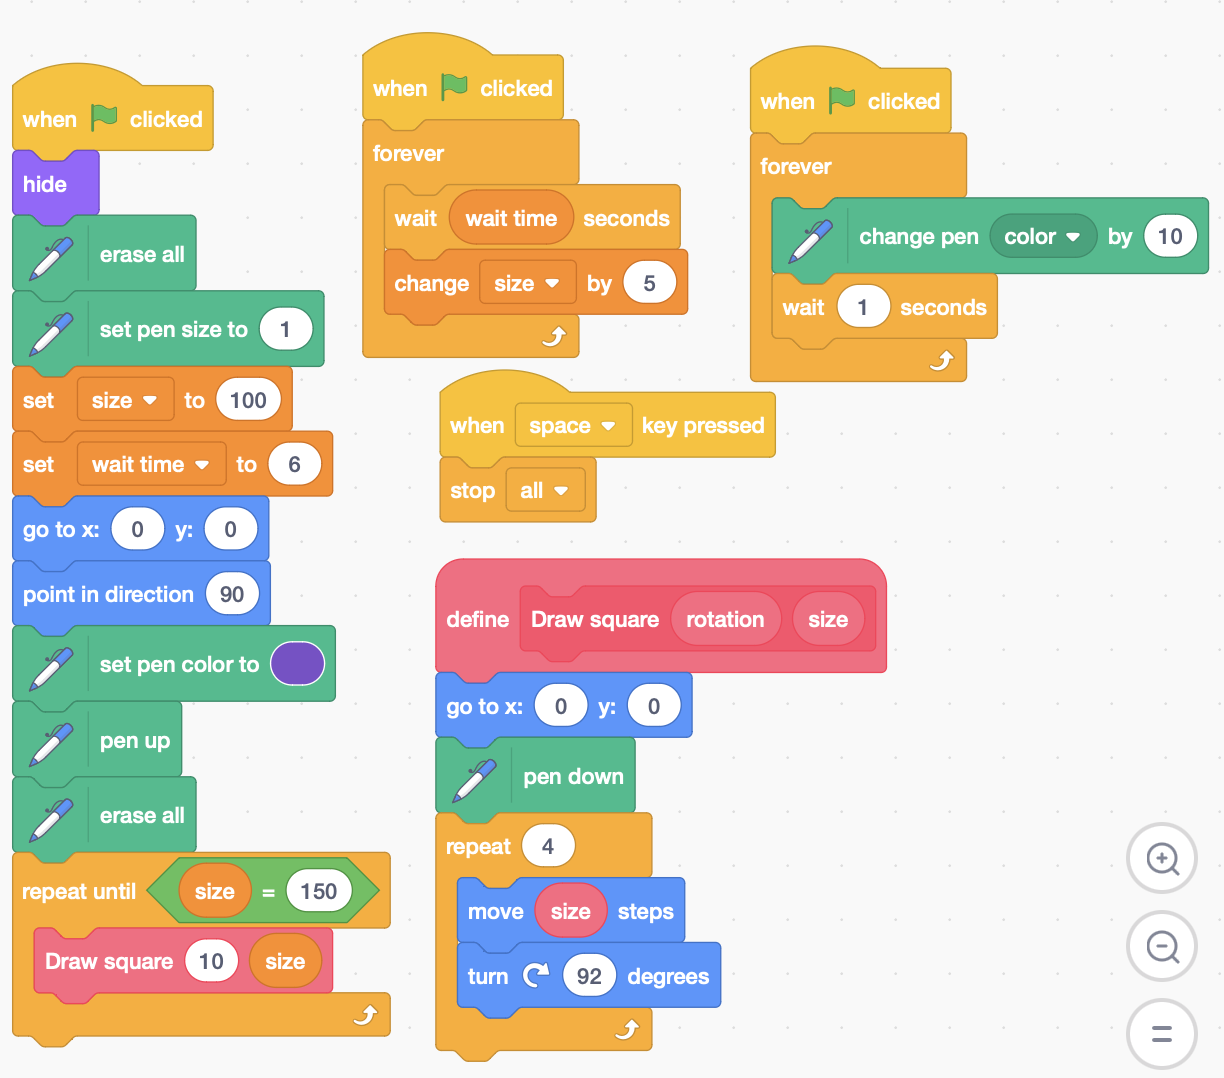 when clicked
hide
erase all
set pen size to 1
set size to 100
set wait time to 6
go to x: 0 y: 0
point in direction 90
set pen color to
pen up
erase all
repeat until size = 150
Draw square 10 size
when clicked
forever
wait wait time seconds
change size by 5
when clicked
forever
change pen color by 10
wait 1 seconds
when space key pressed
stop all
define Draw square rotation size
go to x: 0 y: 0
pen down
repeat 4
move size steps
turn 92 degrees